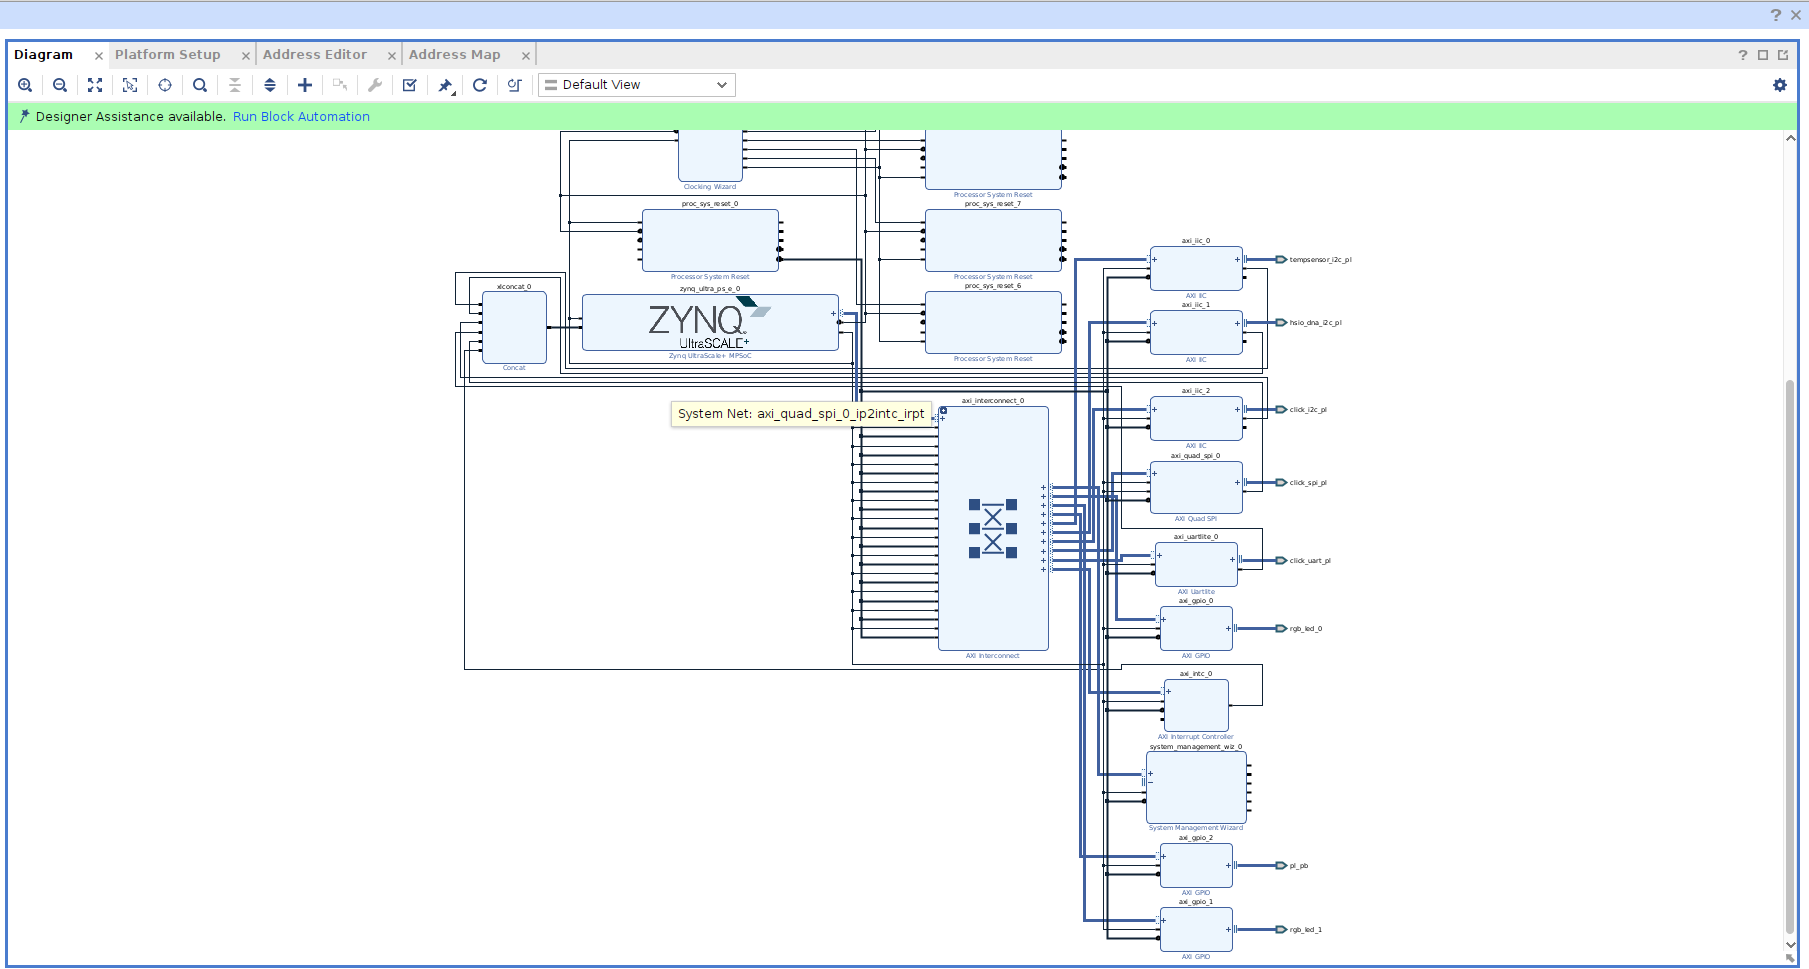 Diagram
Platform Setup
Address Editor
Address Map
Default View
Designer Assistance available. Run Block Automation
Clocking Wizard
Processor System Reset
proc_sys_reset_0
proc_sys_reset_7
Processor System Reset
Processor System Reset
axi_iic_0
tempsensor_i2c_pl
AXI IIC
xlconcat_0
zynq_ultra_ps_e_0
proc_sys_reset_6
ZYNQ
UltraSCALE+
Zynq UltraScale+ MPSoC
Concat
Processor System Reset
axi_iic_1
hsio_dna_i2c_pl
AXI IIC
axi_iic_2
click_i2c_pl
AXI IIC
System Net: axi_quad_spi_0_ip2intc_irpt
axi_interconnect_0
AXI Interconnect
axi_quad_spi_0
click_spi_pl
AXI Quad SPI
axi_uartlite_0
click_uart_pl
AXI Uartlite
axi_gpio_0
rgb_led_0
AXI GPIO
axi_intc_0
AXI Interrupt Controller
system_management_wiz_0
System Management Wizard
axi_gpio_2
pl_pb
AXI GPIO
axi_gpio_1
rgb_led_1
AXI GPIO